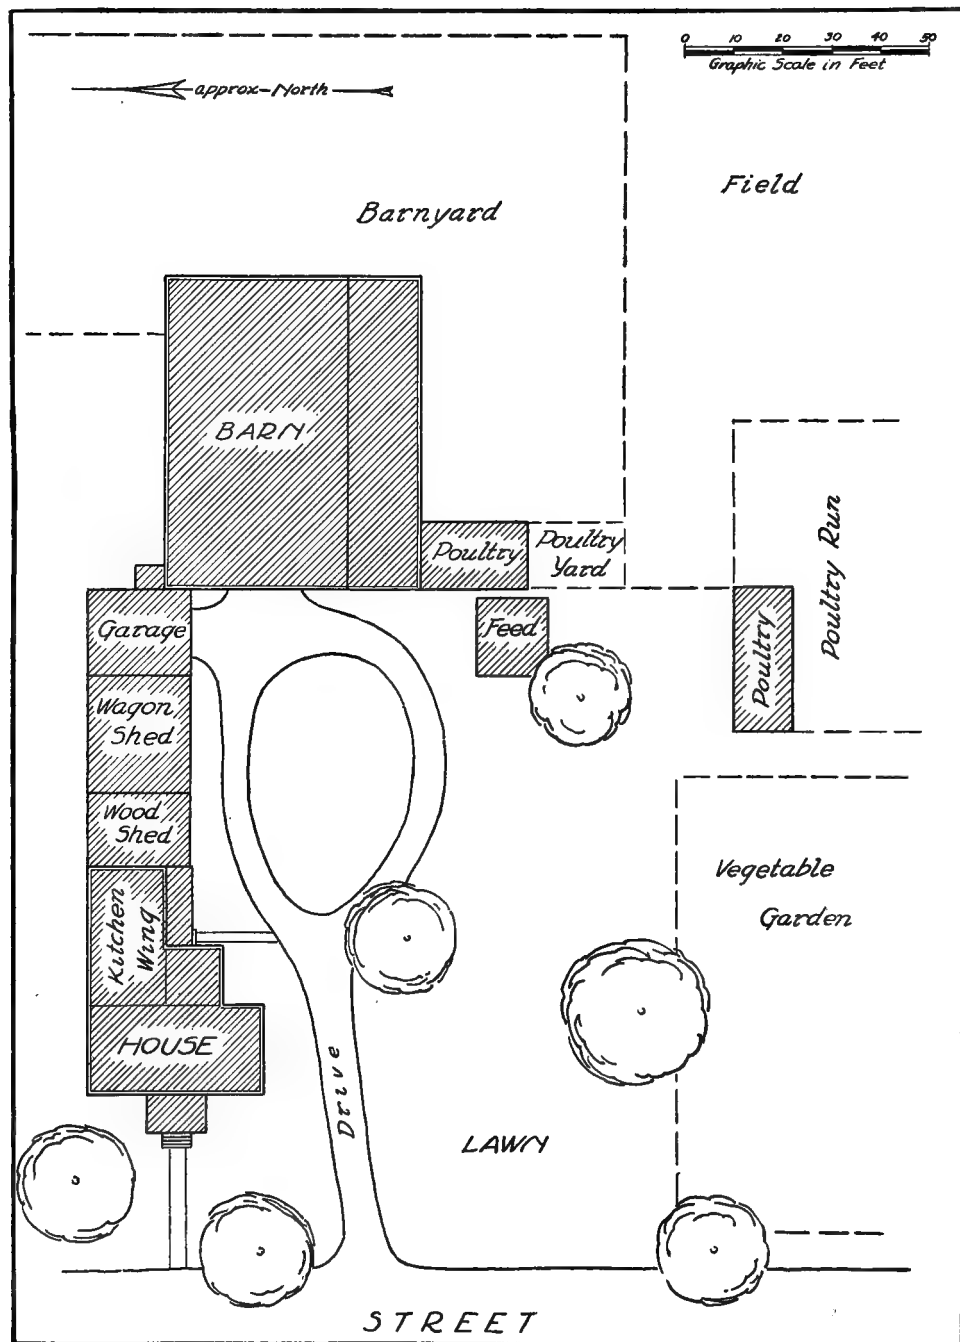 0 10 20 30 40 50
Graphic Scale in Feet
approx-North
Field
Barnyard
BARN
Poultry
Poultry
Yard
Poultry Run
Garage
Feed
Poultry
Wagon
Shed
Wood
Shed
Vegetable
Garden
Kitchen
Wing
HOUSE
Drive
LAWN
STREET